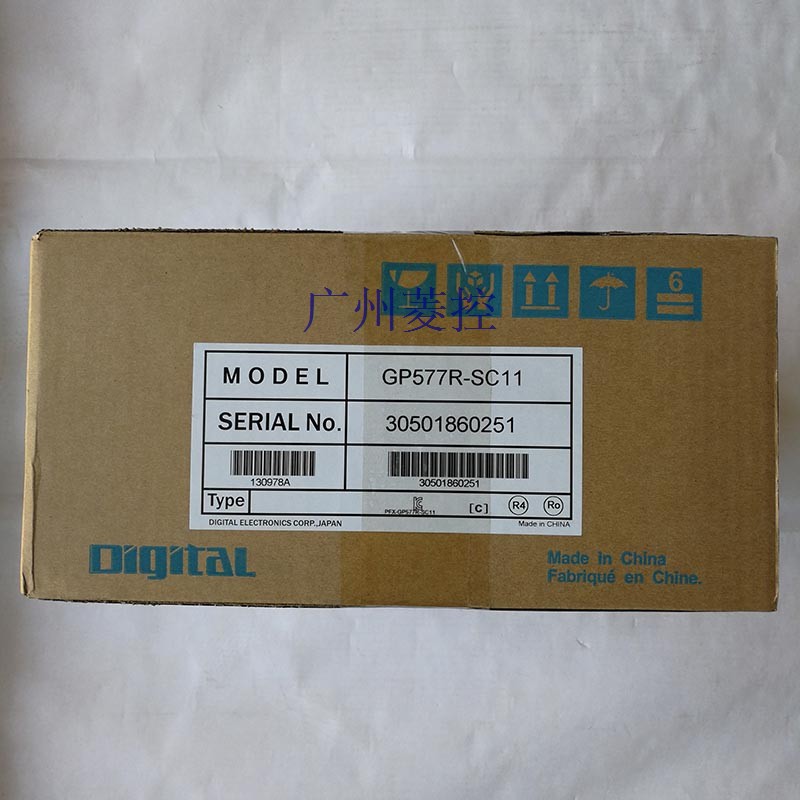 6
广州菱控
MODEL GP577R-SC11
SERIAL No. 30501860251
130978A 30501860251
Type
PFX-GP577R-SC11 [C] R4 Ro
DIGITAL ELECTRONICS CORP.,JAPAN Made in CHINA
Digital
Made in China
Fabriqué en Chine.